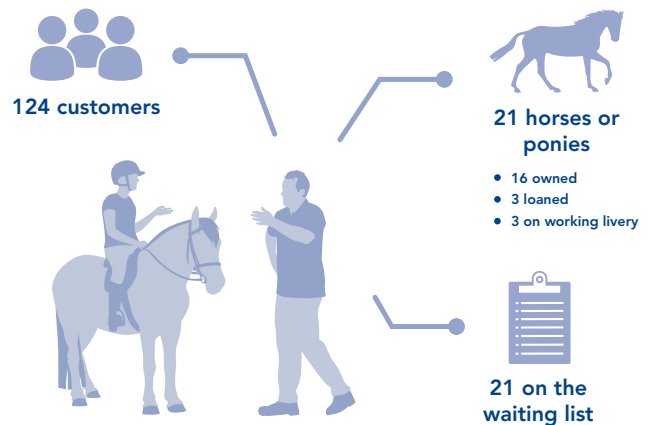 124 customers
21 horses or
ponies
• 16 owned
• 3 loaned
• 3 on working livery
21 on the
waiting list